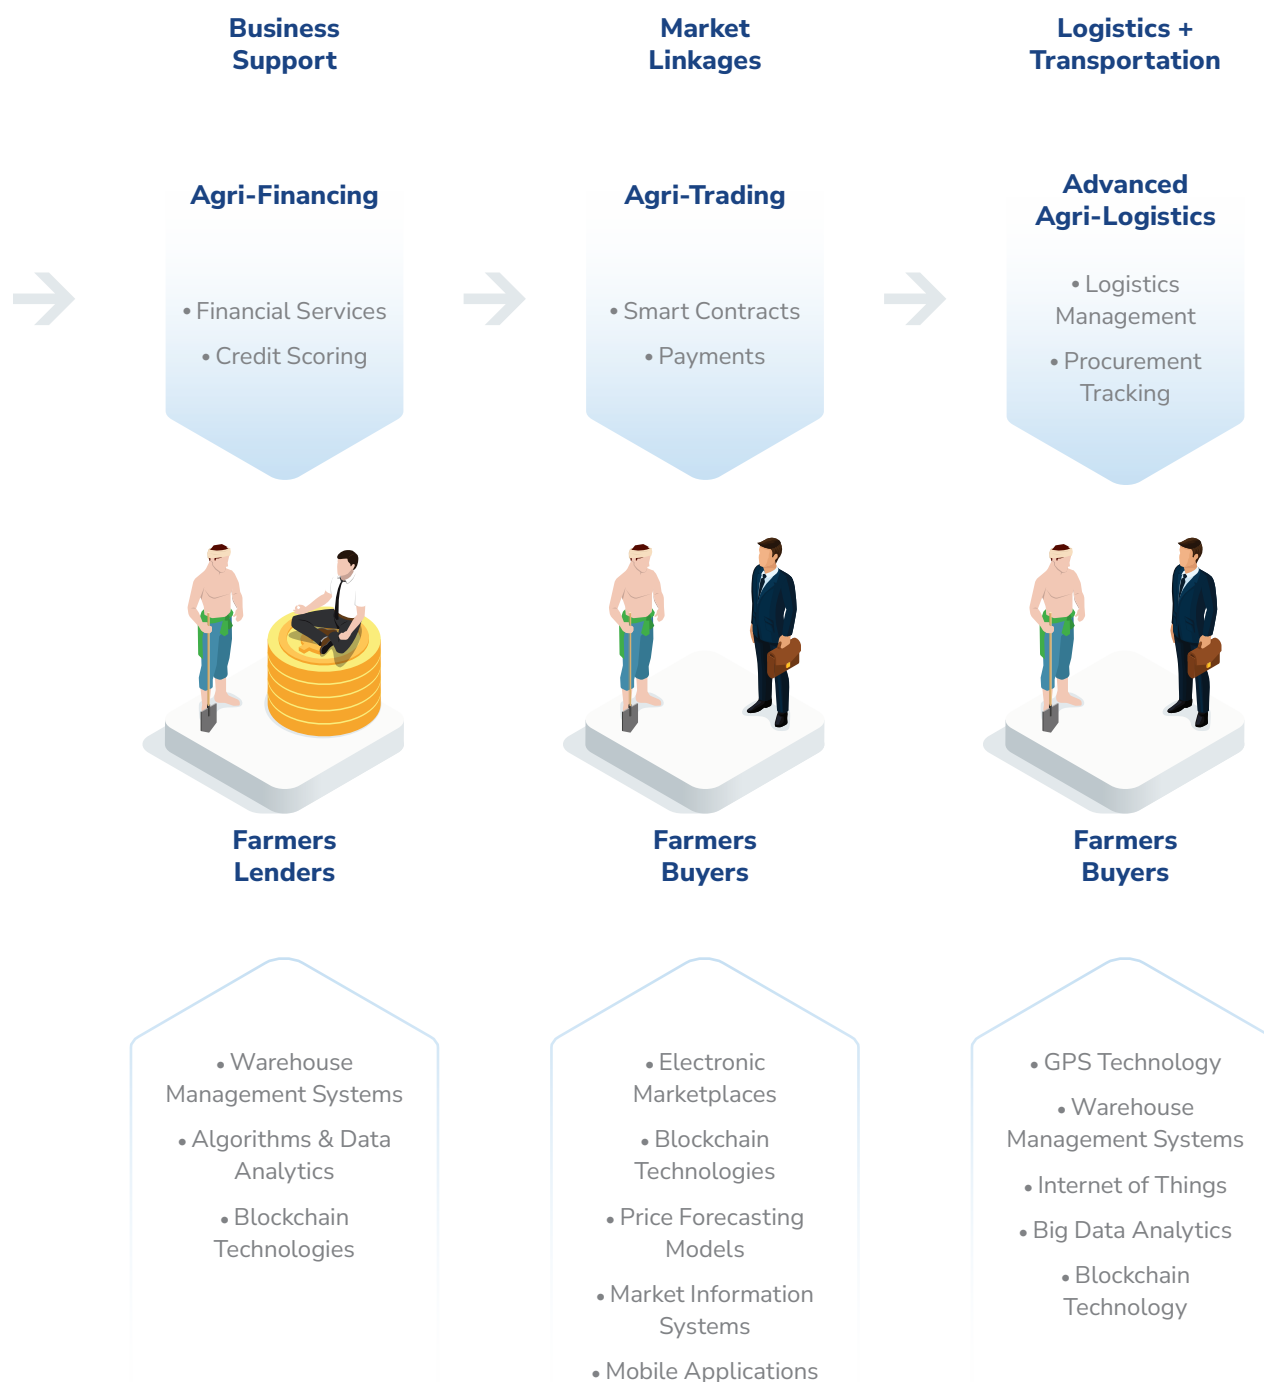 Business
Support
Agri-Financing
• Financial Services
• Credit Scoring
Farmers
Lenders
• Warehouse
Management Systems
• Algorithms & Data
Analytics
• Blockchain
Technologies
Market
Linkages
Agri-Trading
• Smart Contracts
• Payments
Farmers
Buyers
• Electronic
Marketplaces
• Blockchain
Technologies
• Price Forecasting
Models
• Market Information
Systems
• Mobile Applications
Logistics +
Transportation
Advanced
Agri-Logistics
• Logistics
Management
• Procurement
Tracking
Farmers
Buyers
• GPS Technology
• Warehouse
Management Systems
• Internet of Things
• Big Data Analytics
• Blockchain
Technology